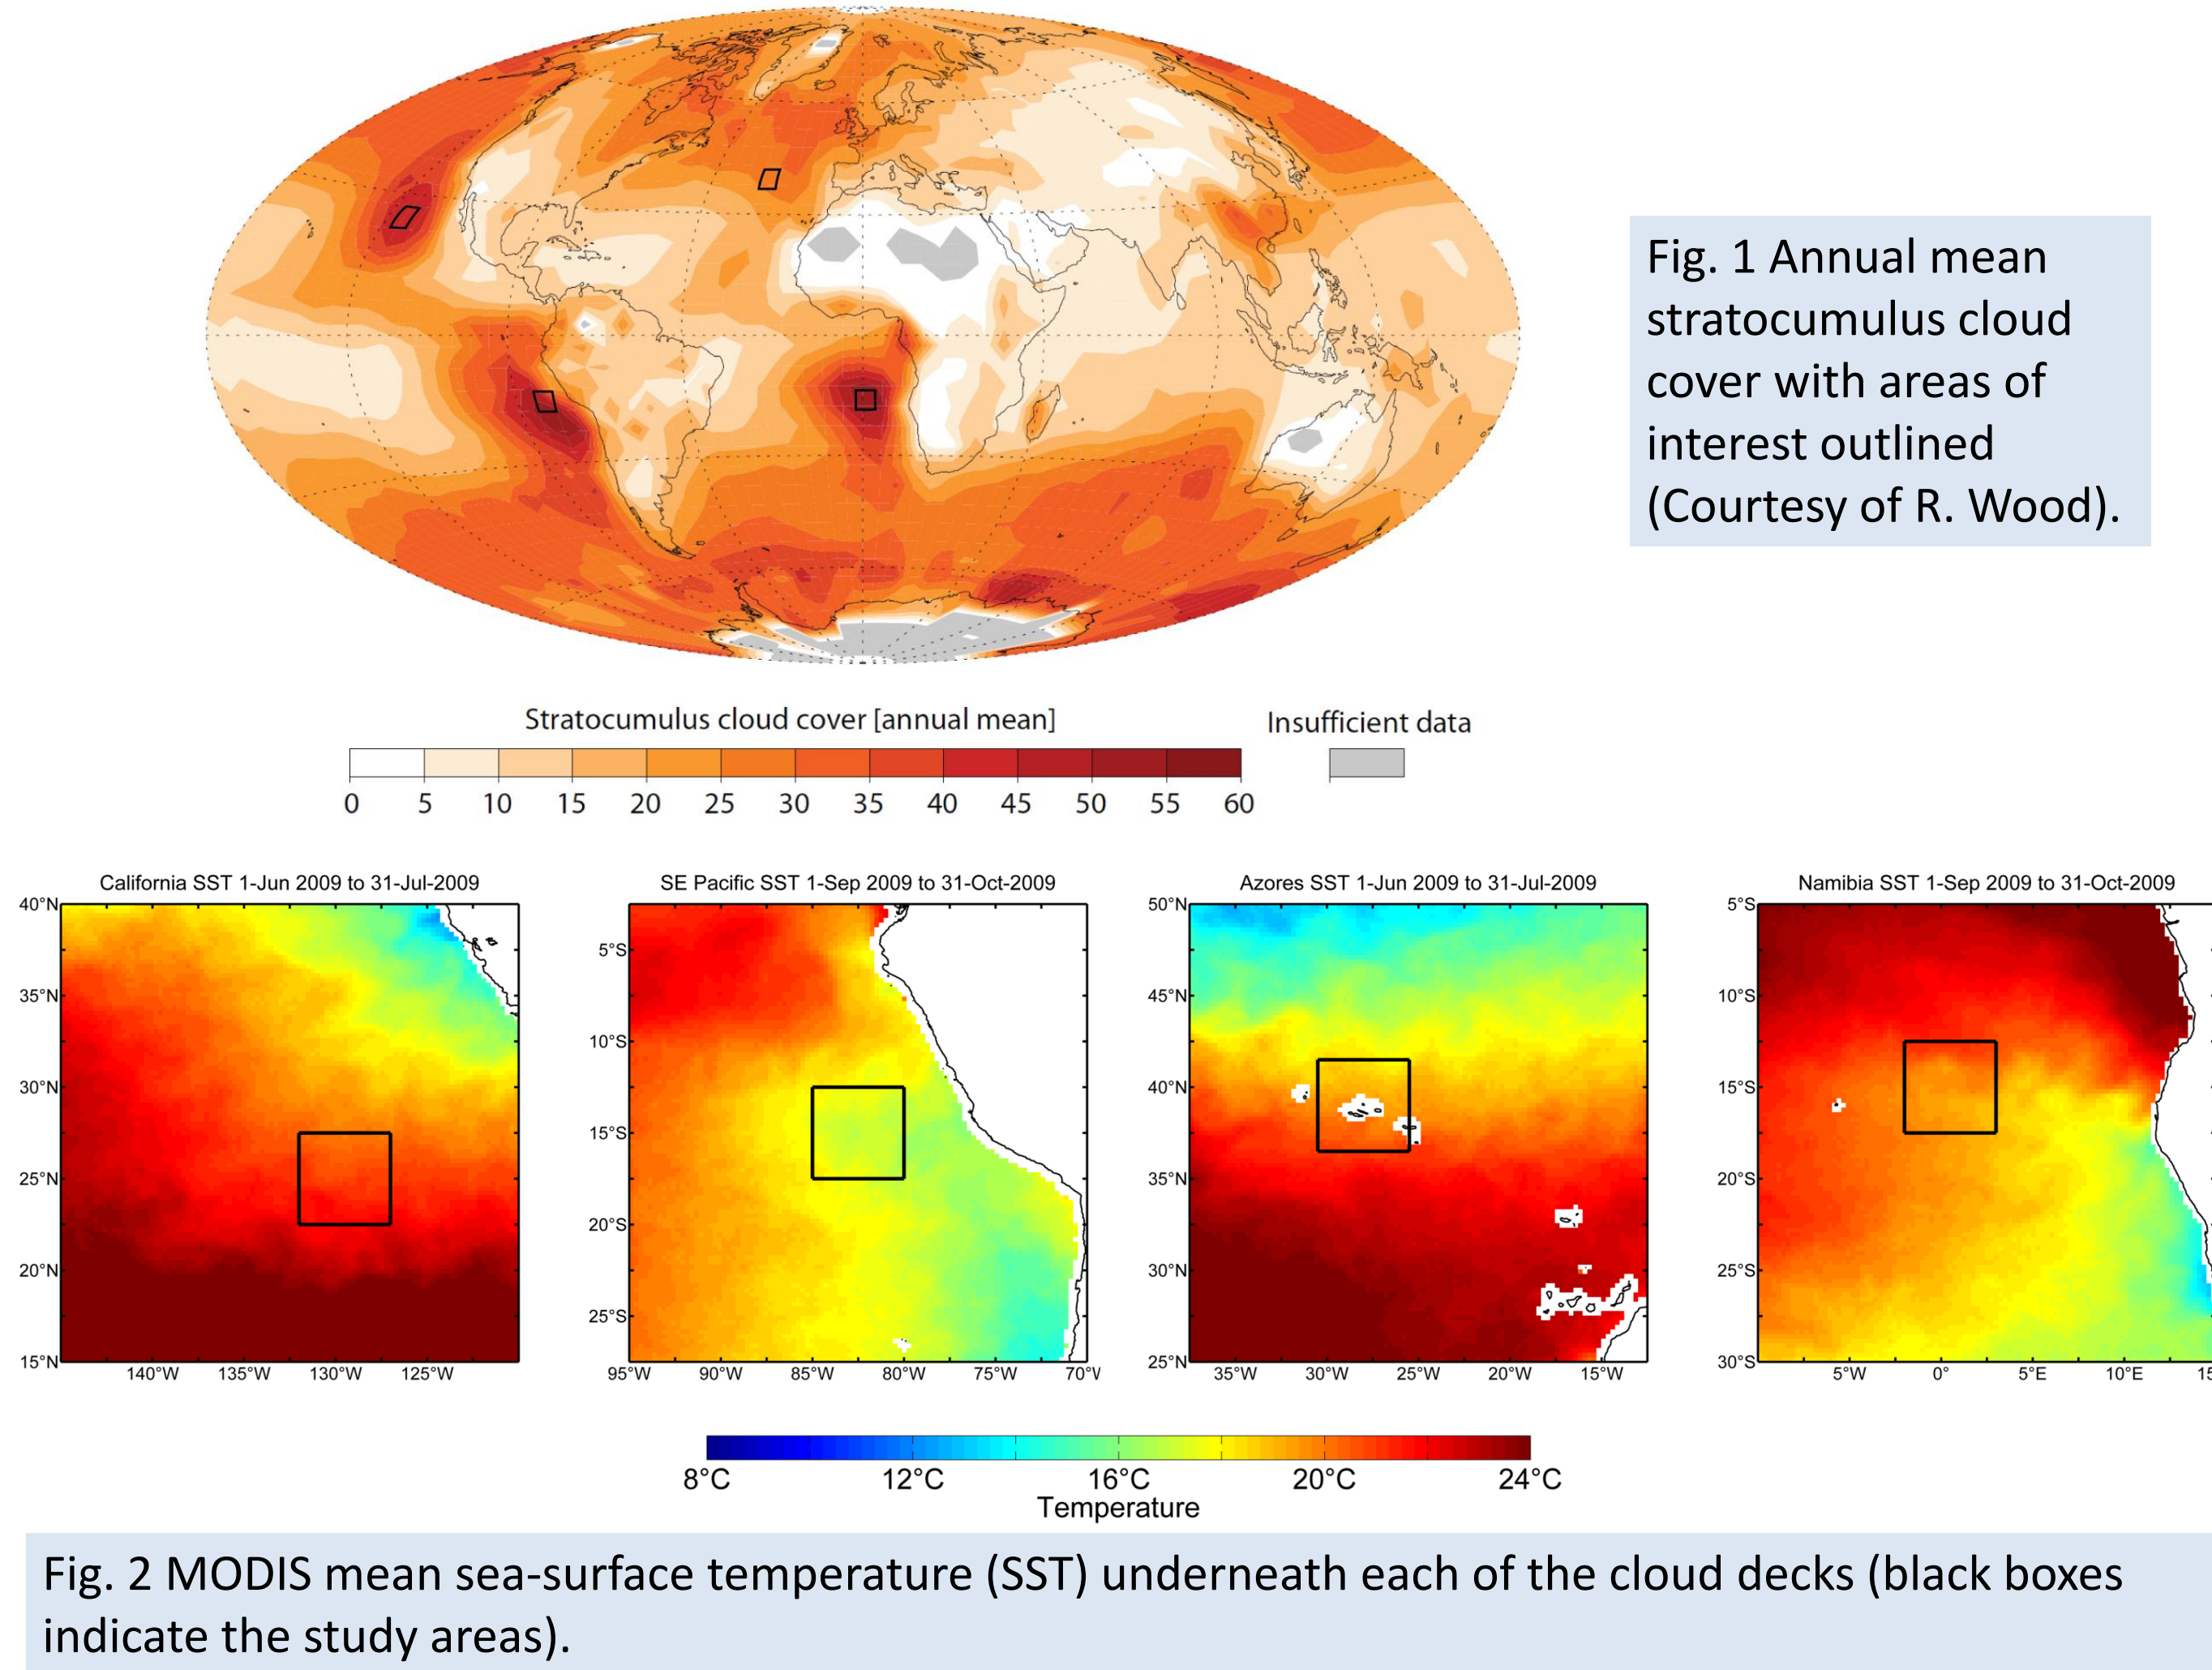 Fig. 1 Annual mean
stratocumulus cloud
cover with areas of
interest outlined
(Courtesy of R. Wood).
Stratocumulus cloud cover [annual mean]
Insufficient data
0 5 10 15 20 25 30 35 40 45 50 55 60
California SST 1-Jun 2009 to 31-Jul-2009
40°N
35°N
30°N
25°N
20°N
15°N
140°W 135°W 130°W 125°W
SE Pacific SST 1-Sep 2009 to 31-Oct-2009
5°S
10°S
15°S
20°S
25°S
95°W 90°W 85°W 80°W 75°W 70°W
Azores SST 1-Jun 2009 to 31-Jul-2009
50°N
45°N
40°N
35°N
30°N
25°N
35°W 30°W 25°W 20°W 15°W
Namibia SST 1-Sep 2009 to 31-Oct-2009
5°S
10°S
15°S
20°S
25°S
30°S
5°W 0° 5°E 10°E
8°C 12°C 16°C 20°C 24°C
Temperature
Fig. 2 MODIS mean sea-surface temperature (SST) underneath each of the cloud decks (black boxes
indicate the study areas).